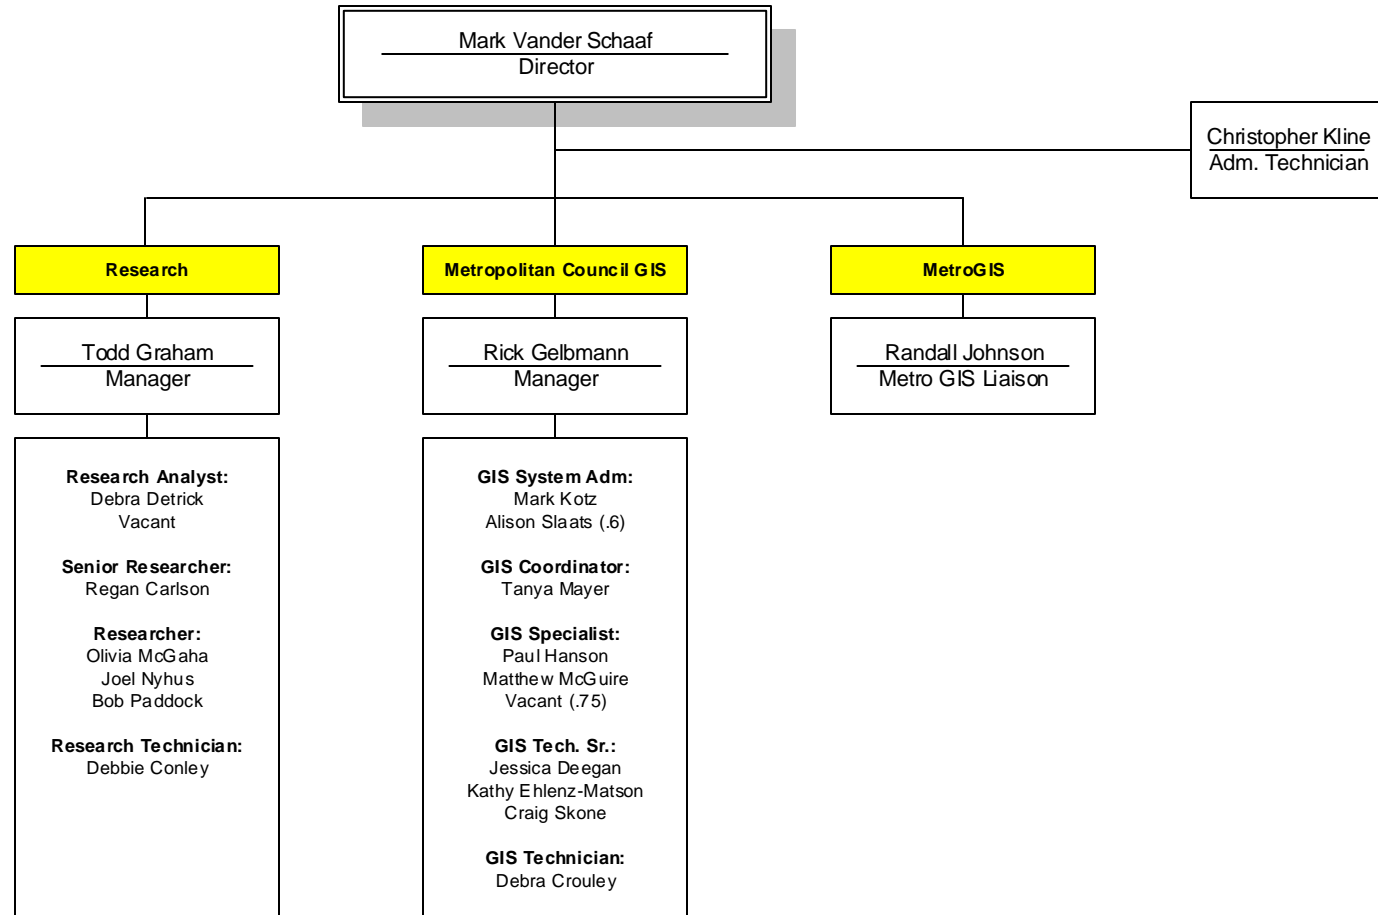 Mark Vander Schaaf
Director
Christopher Kline
Adm. Technician
Research
Todd Graham
Manager
Research Analyst:
Debra Detrick
Vacant
Senior Researcher:
Regan Carlson
Researcher:
Olivia McGaha
Joel Nyhus
Bob Paddock
Research Technician:
Debbie Conley
Metropolitan Council GIS
Rick Gelbmann
Manager
GIS System Adm:
Mark Kotz
Alison Slaats (.6)
GIS Coordinator:
Tanya Mayer
GIS Specialist:
Paul Hanson
Matthew McGuire
Vacant (.75)
GIS Tech. Sr.:
Jessica Deegan
Kathy Ehlenz-Matson
Craig Skone
GIS Technician:
Debra Crouley
MetroGIS
Randall Johnson
Metro GIS Liaison